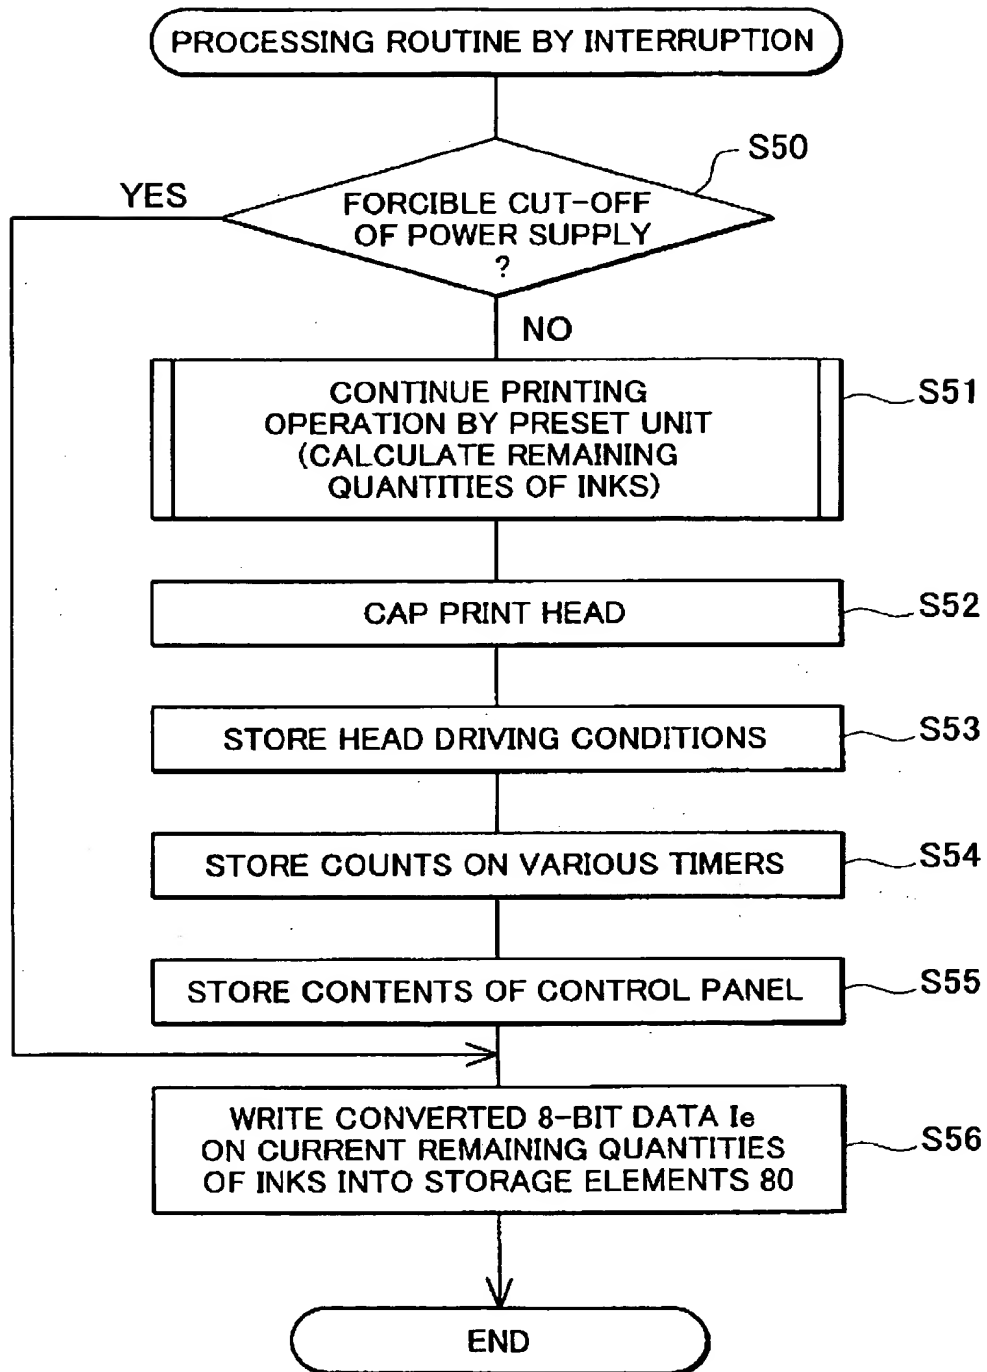 PROCESSING ROUTINE BY INTERRUPTION
S50
YES
FORCIBLE CUT-OFF
OF POWER SUPPLY
?
NO
CONTINUE PRINTING
OPERATION BY PRESET UNIT
(CALCULATE REMAINING
QUANTITIES OF INKS)
S51
CAP PRINT HEAD
S52
STORE HEAD DRIVING CONDITIONS
S53
STORE COUNTS ON VARIOUS TIMERS
S54
STORE CONTENTS OF CONTROL PANEL
S55
WRITE CONVERTED 8-BIT DATA Ie
ON CURRENT REMAINING QUANTITIES
OF INKS INTO STORAGE ELEMENTS 80
S56
END